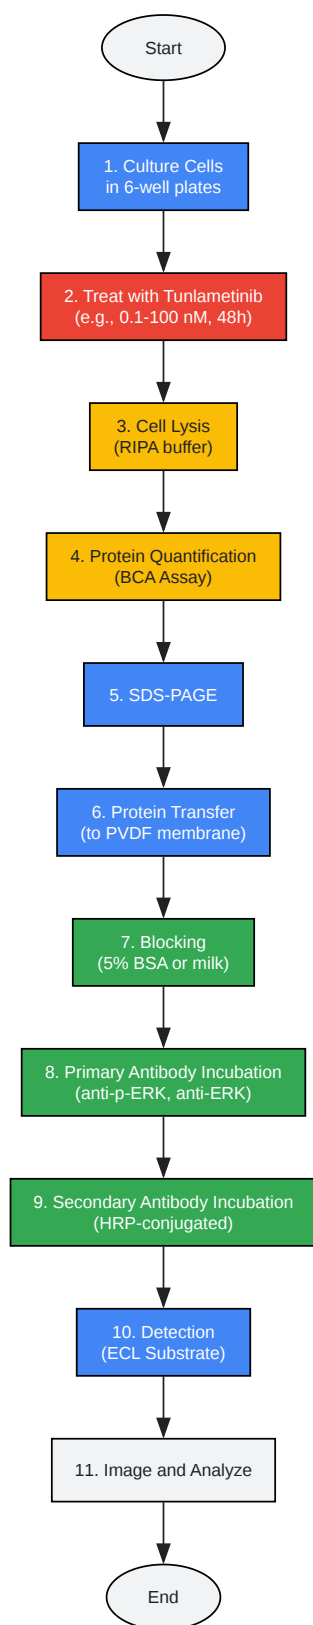 Start
1. Culture Cells
in 6-well plates
2. Treat with Tunlametinib
(e.g., 0.1-100 nM, 48h)
3. Cell Lysis
(RIPA buffer)
4. Protein Quantification
(BCA Assay)
5. SDS-PAGE
6. Protein Transfer
(to PVDF membrane)
7. Blocking
(5% BSA or milk)
8. Primary Antibody Incubation
(anti-p-ERK, anti-ERK)
9. Secondary Antibody Incubation
(HRP-conjugated)
10. Detection
(ECL Substrate)
11. Image and Analyze
End